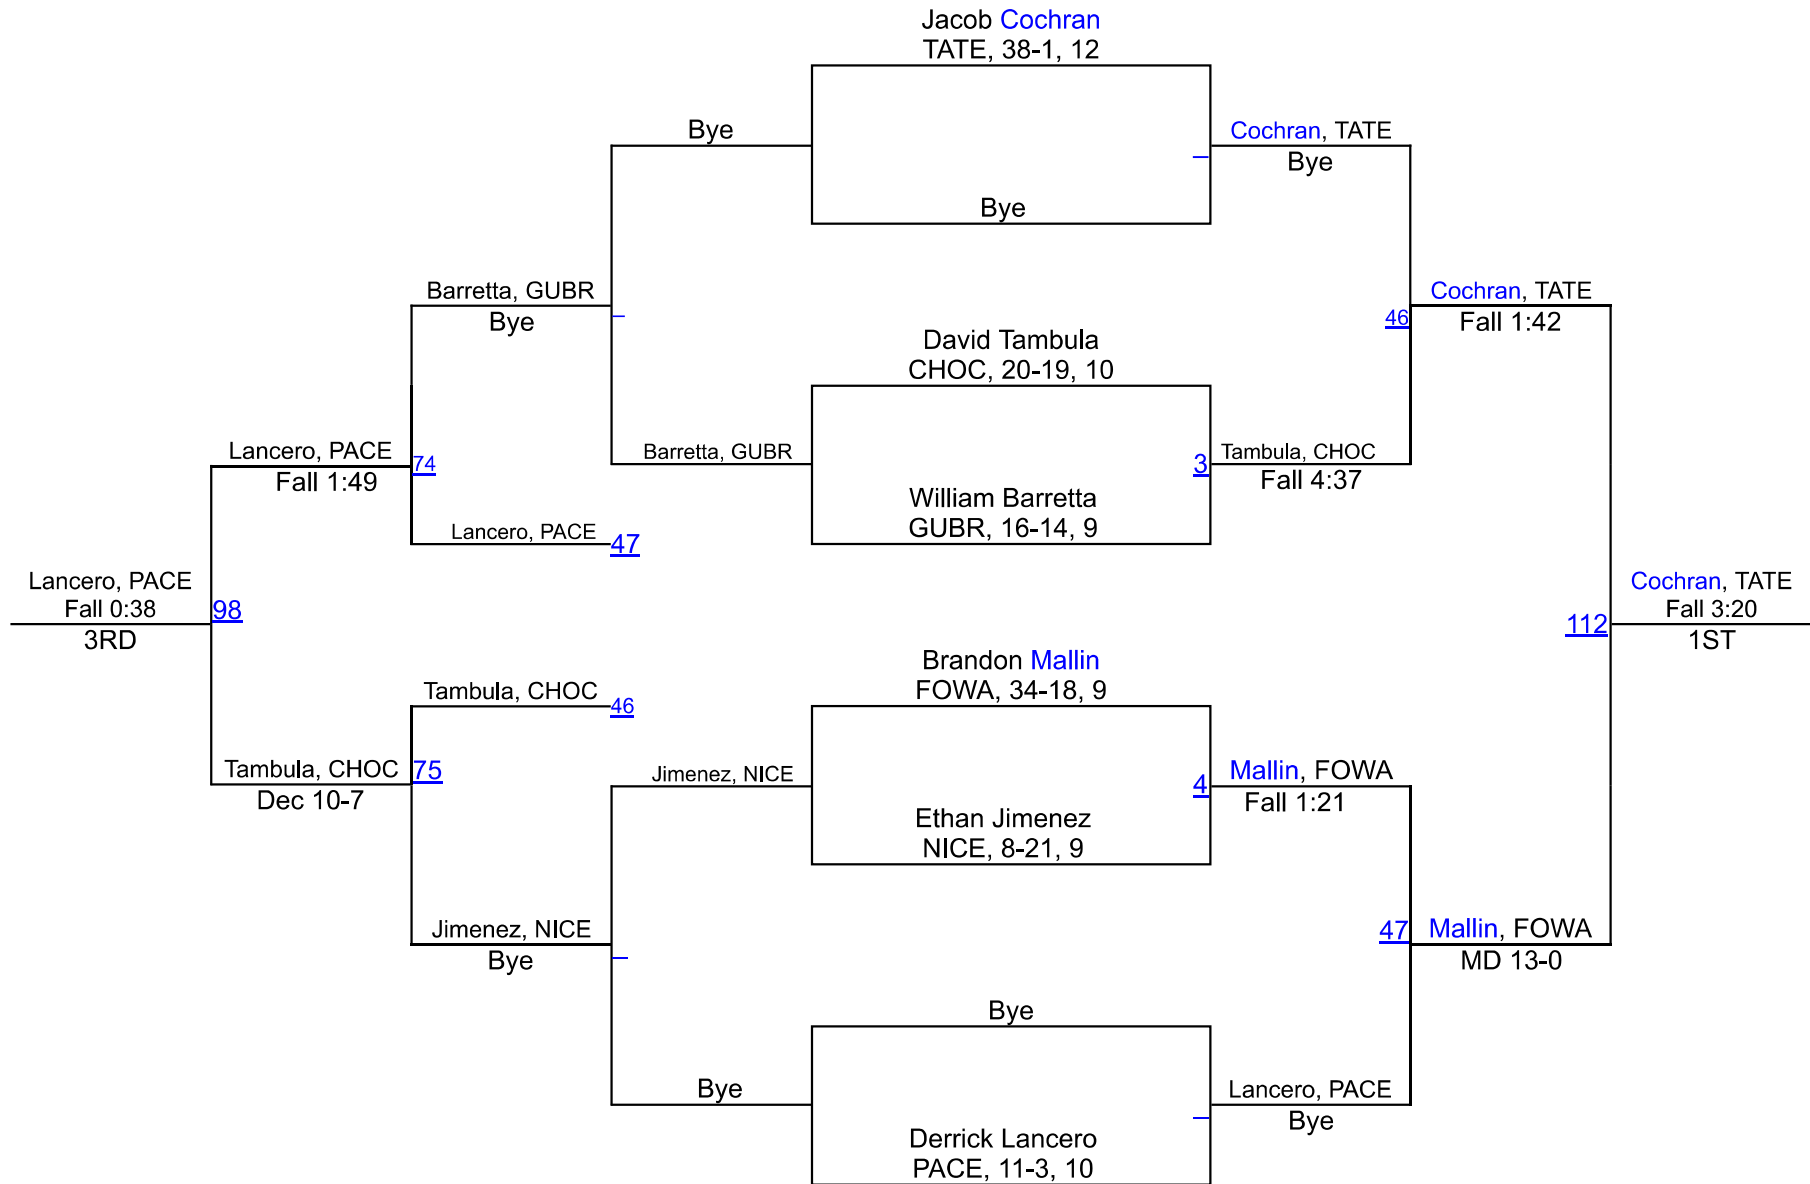 Jacob Cochran
TATE, 38-1, 12
Bye
Cochran, TATE
Bye
Bye
Barretta, GUBR
Bye
Cochran, TATE
46
Fall 1:42
David Tambula
CHOC, 20-19, 10
Lancero, PACE
74
Fall 1:49
Barretta, GUBR
3
Tambula, CHOC
Fall 4:37
William Barretta
GUBR, 16-14, 9
Lancero, PACE
47
Lancero, PACE
Fall 0:38
98
3RD
Cochran, TATE
Fall 3:20
112
1ST
Brandon Mallin
FOWA, 34-18, 9
Tambula, CHOC
46
Tambula, CHOC
75
Dec 10-7
Jimenez, NICE
4
Mallin, FOWA
Fall 1:21
Ethan Jimenez
NICE, 8-21, 9
Jimenez, NICE
Bye
47
Mallin, FOWA
MD 13-0
Bye
Bye
Lancero, PACE
Bye
Derrick Lancero
PACE, 11-3, 10